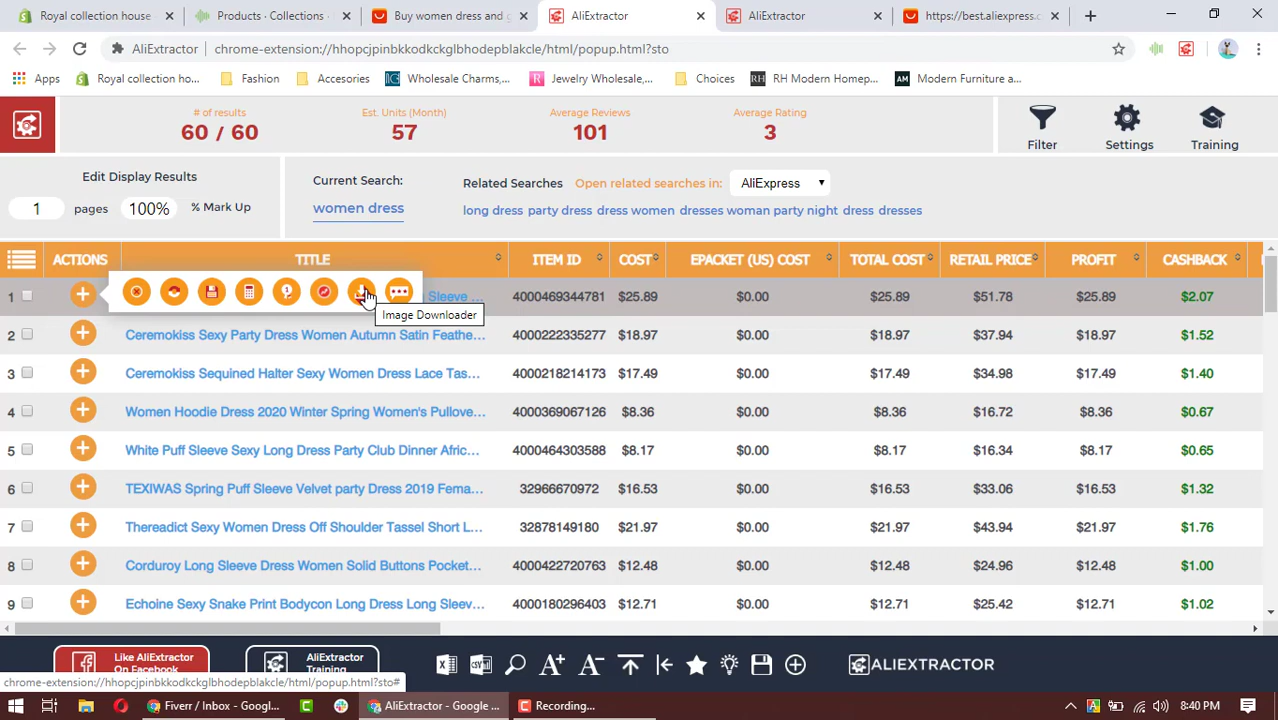 Royal collection house
Products · Collections ·
Buy women dress and g
AliExtractor
AliExtractor
https://best.aliexpress.c
AliExtractor
chrome-extension://hhopcjpinbkkodkckglbhodepblakcle/html/popup.html?sto
Apps
Royal collection ho...
Fashion
Accesories
Wholesale Charms,...
Jewelry Wholesale,...
Choices
RH
RH Modern Homep...
AM
Modern Furniture a...
# of results
60 / 60
Est. Units (Month)
57
Average Reviews
101
Average Rating
3
Filter
Settings
Training
Edit Display Results
1 pages 100% % Mark Up
Current Search:
women dress
Related Searches Open related searches in: AliExpress
long dress party dress dress women dresses woman party night dress dresses
ACTIONS TITLE ITEM ID COST EPACKET (US) COST TOTAL COST RETAIL PRICE PROFIT CASHBACK
1 Sleeve ... 4000469344781 $25.89 $0.00 $25.89 $51.78 $25.89 $2.07
Image Downloader
2 Ceremokiss Sexy Party Dress Women Autumn Satin Feathe... 4000222335277 $18.97 $0.00 $18.97 $37.94 $18.97 $1.52
3 Ceremokiss Sequined Halter Sexy Women Dress Lace Tas... 4000218214173 $17.49 $0.00 $17.49 $34.98 $17.49 $1.40
4 Women Hoodie Dress 2020 Winter Spring Women's Pullove... 4000369067126 $8.36 $0.00 $8.36 $16.72 $8.36 $0.67
5 White Puff Sleeve Sexy Long Dress Party Club Dinner Afric... 4000464303588 $8.17 $0.00 $8.17 $16.34 $8.17 $0.65
6 TEXIWAS Spring Puff Sleeve Velvet party Dress 2019 Fema... 32966670972 $16.53 $0.00 $16.53 $33.06 $16.53 $1.32
7 Thereadict Sexy Women Dress Off Shoulder Tassel Short L... 32878149180 $21.97 $0.00 $21.97 $43.94 $21.97 $1.76
8 Corduroy Long Sleeve Dress Women Solid Buttons Pocket... 4000422720763 $12.48 $0.00 $12.48 $24.96 $12.48 $1.00
9 Echoine Sexy Snake Print Bodycon Long Dress Long Sleev... 4000180296403 $12.71 $0.00 $12.71 $25.42 $12.71 $1.02
Like AliExtractor
On Facebook
AliExtractor
Training
ALIEXTRACTOR
chrome-extension://hhopcjpinbkkodkckglbhodepblakcle/html/popup.html?sto#
Fiverr / Inbox - Googl...
AliExtractor - Google ...
Recording...
8:40 PM